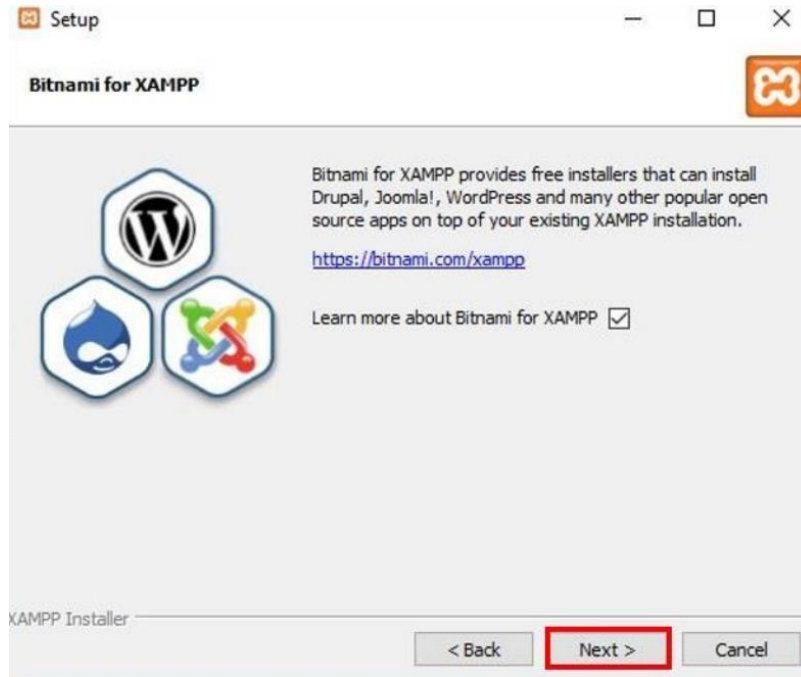 Setup
Bitnami for XAMPP
Bitnami for XAMPP provides free installers that can install
Drupal, Joomla!, WordPress and many other popular open
source apps on top of your existing XAMPP installation.
https://bitnami.com/xampp
Learn more about Bitnami for XAMPP
XAMPP Installer
< Back
Next >
Cancel